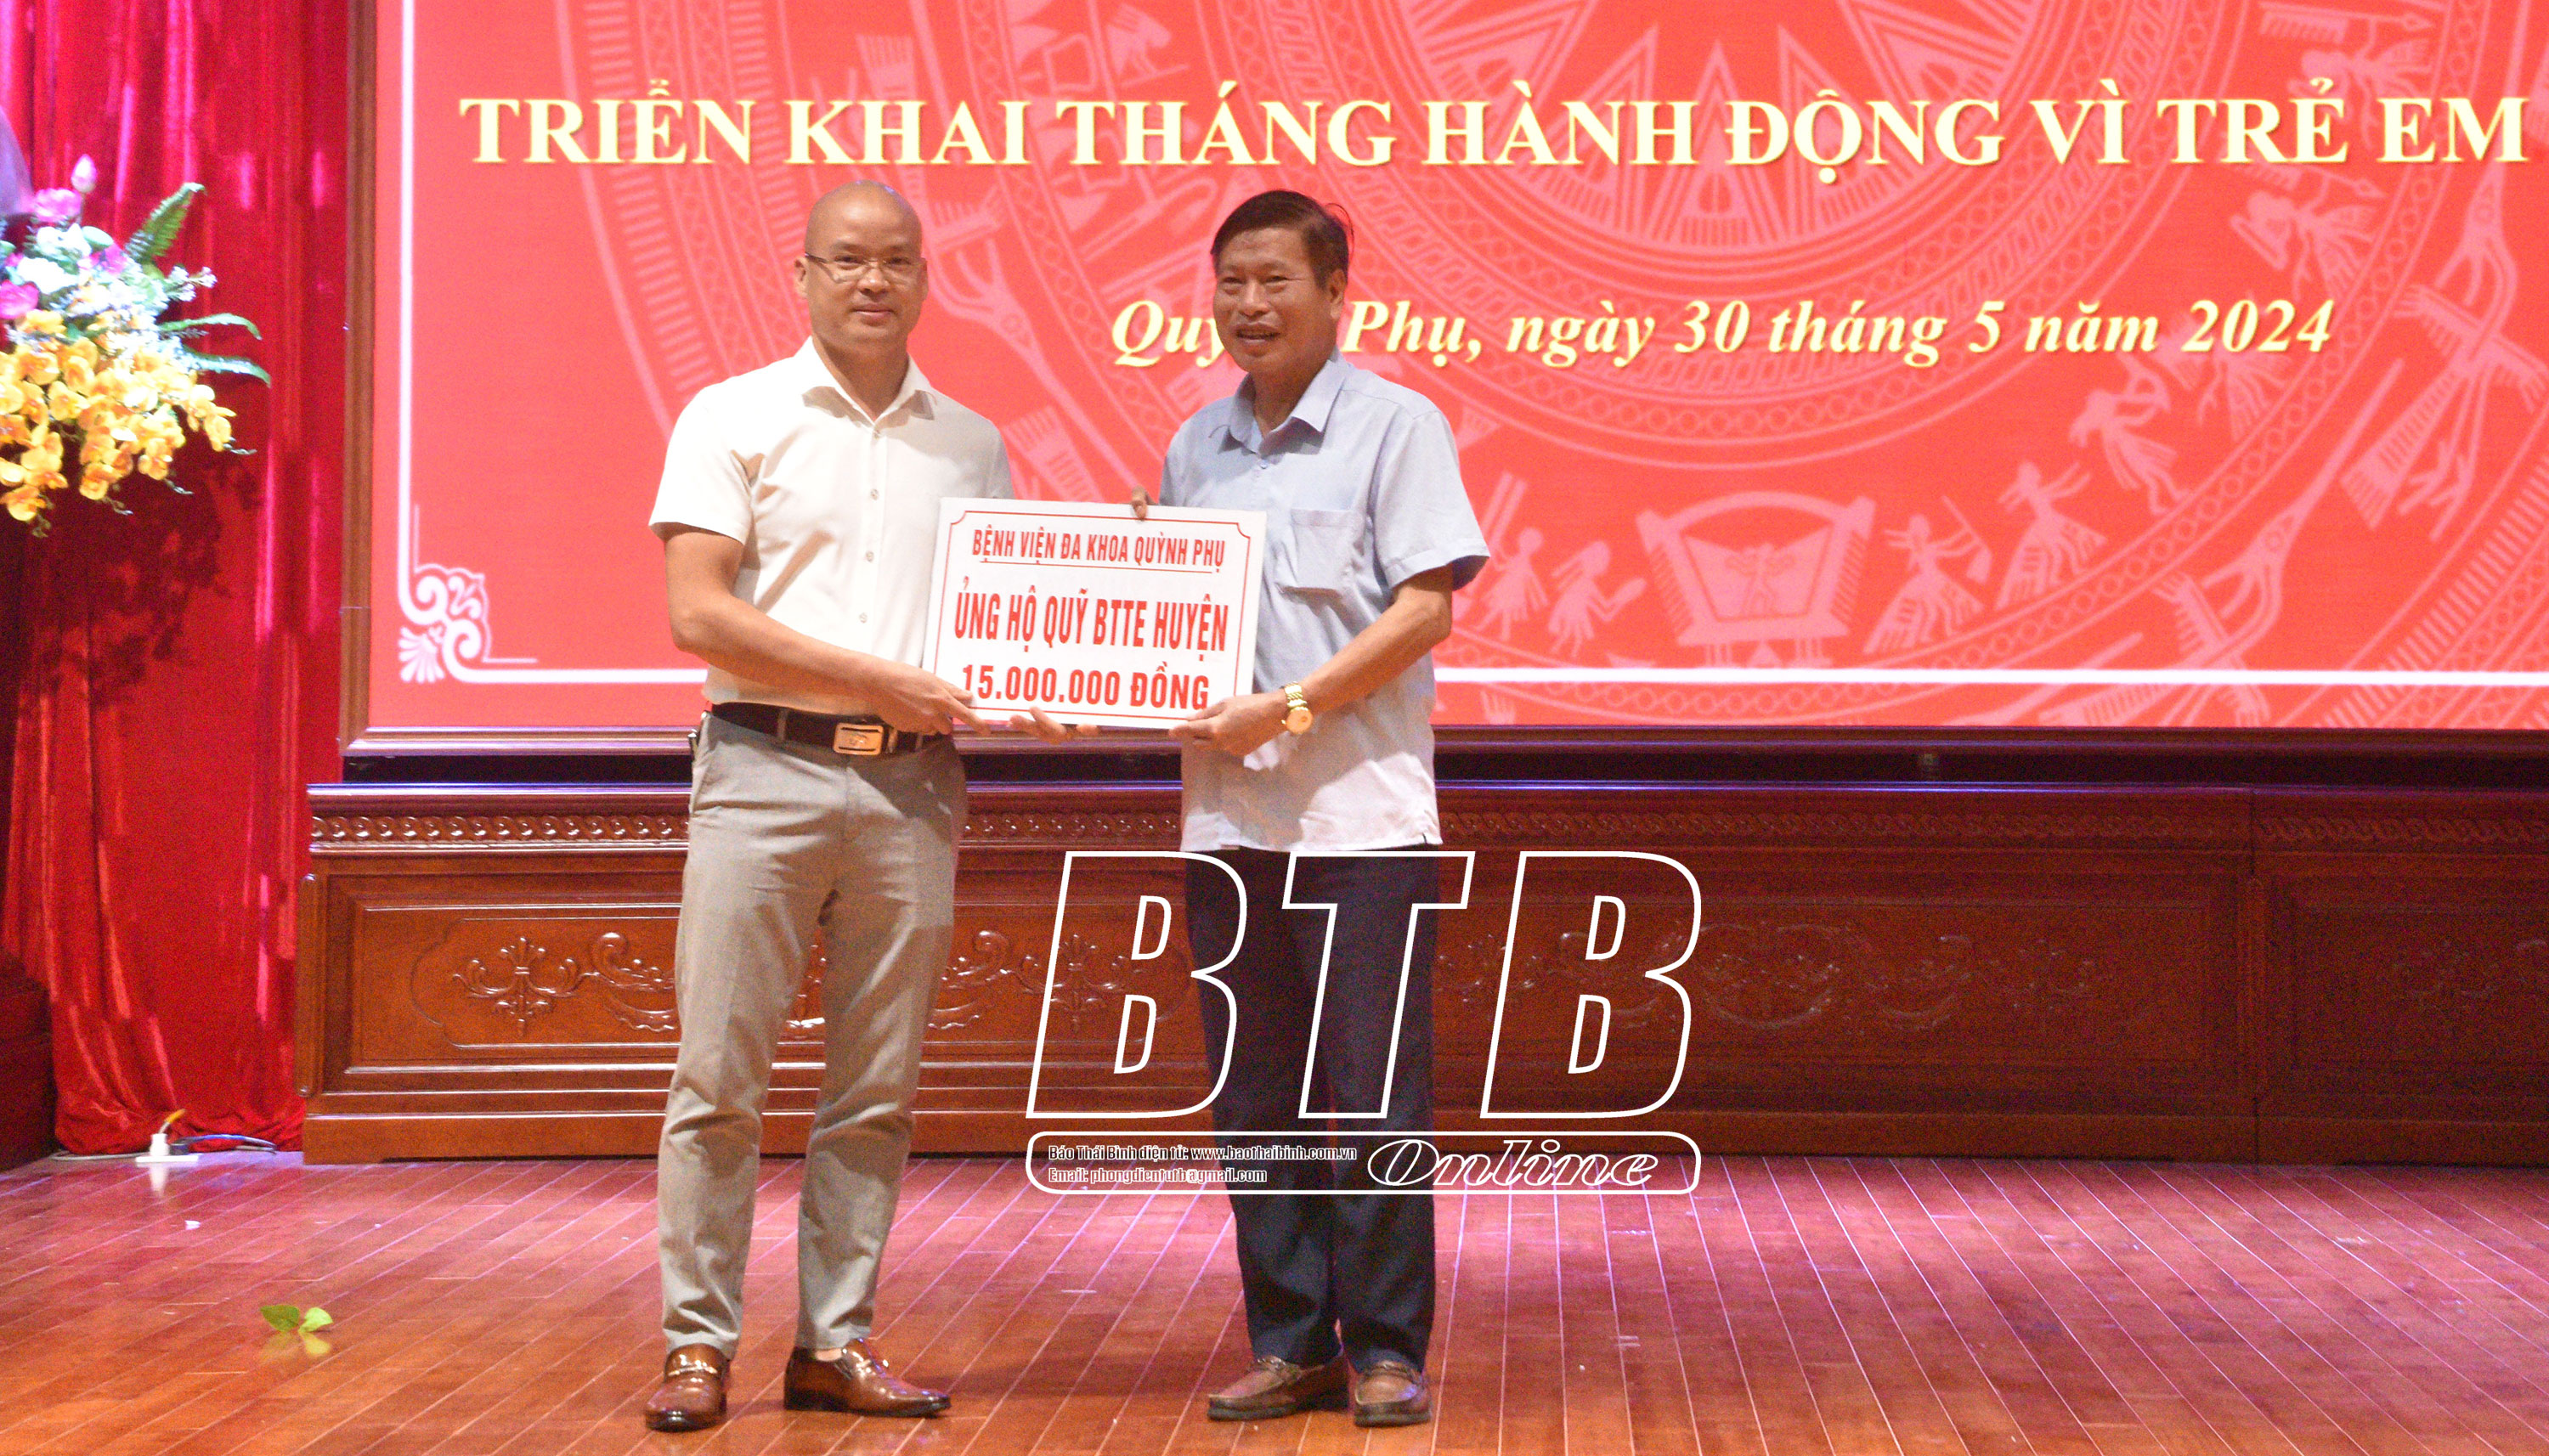 TRIỂN KHAI THÁNG HÀNH ĐỘNG VÌ TRẺ EM
Phụ, ngày 30 tháng 5 năm 2024
BỆNH VIỆN ĐA KHOA QUỲNH PHỤ
ỦNG HỘ QUỸ BTTE HUYỆN
15.000.000 ĐỒNG
BTB
Báo Thái Bình điện tử: www.baothaibinh.com.vn
Email: phongdientutb@gmail.com
Online